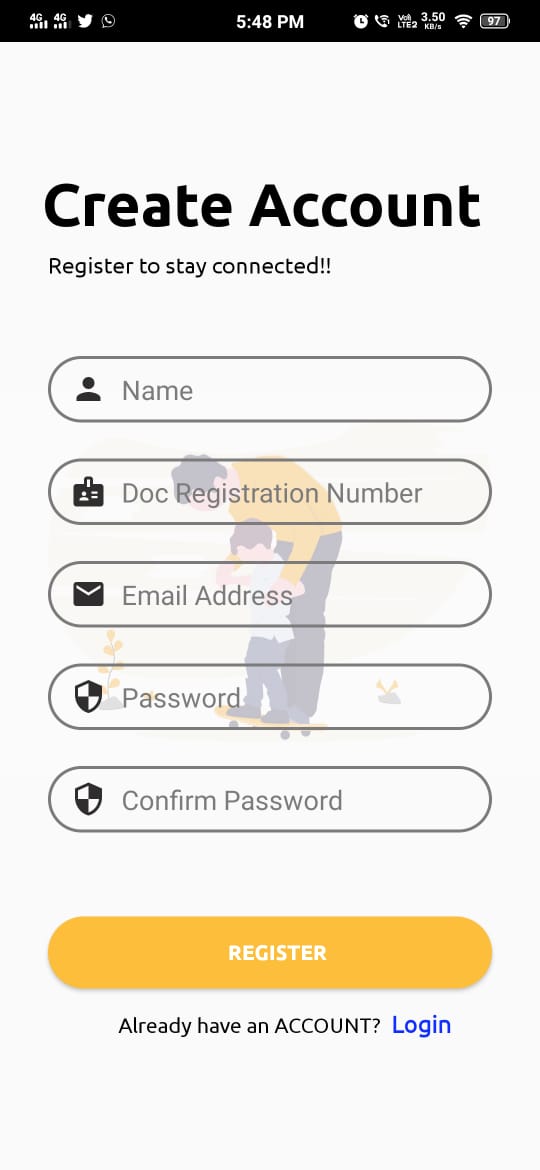 4G 4G 5:48 PM Vo)) LTE2 3.50 KB/s 97
Create Account
Register to stay connected!!
Name
Doc Registration Number
Email Address
Password
Confirm Password
REGISTER
Already have an ACCOUNT? Login